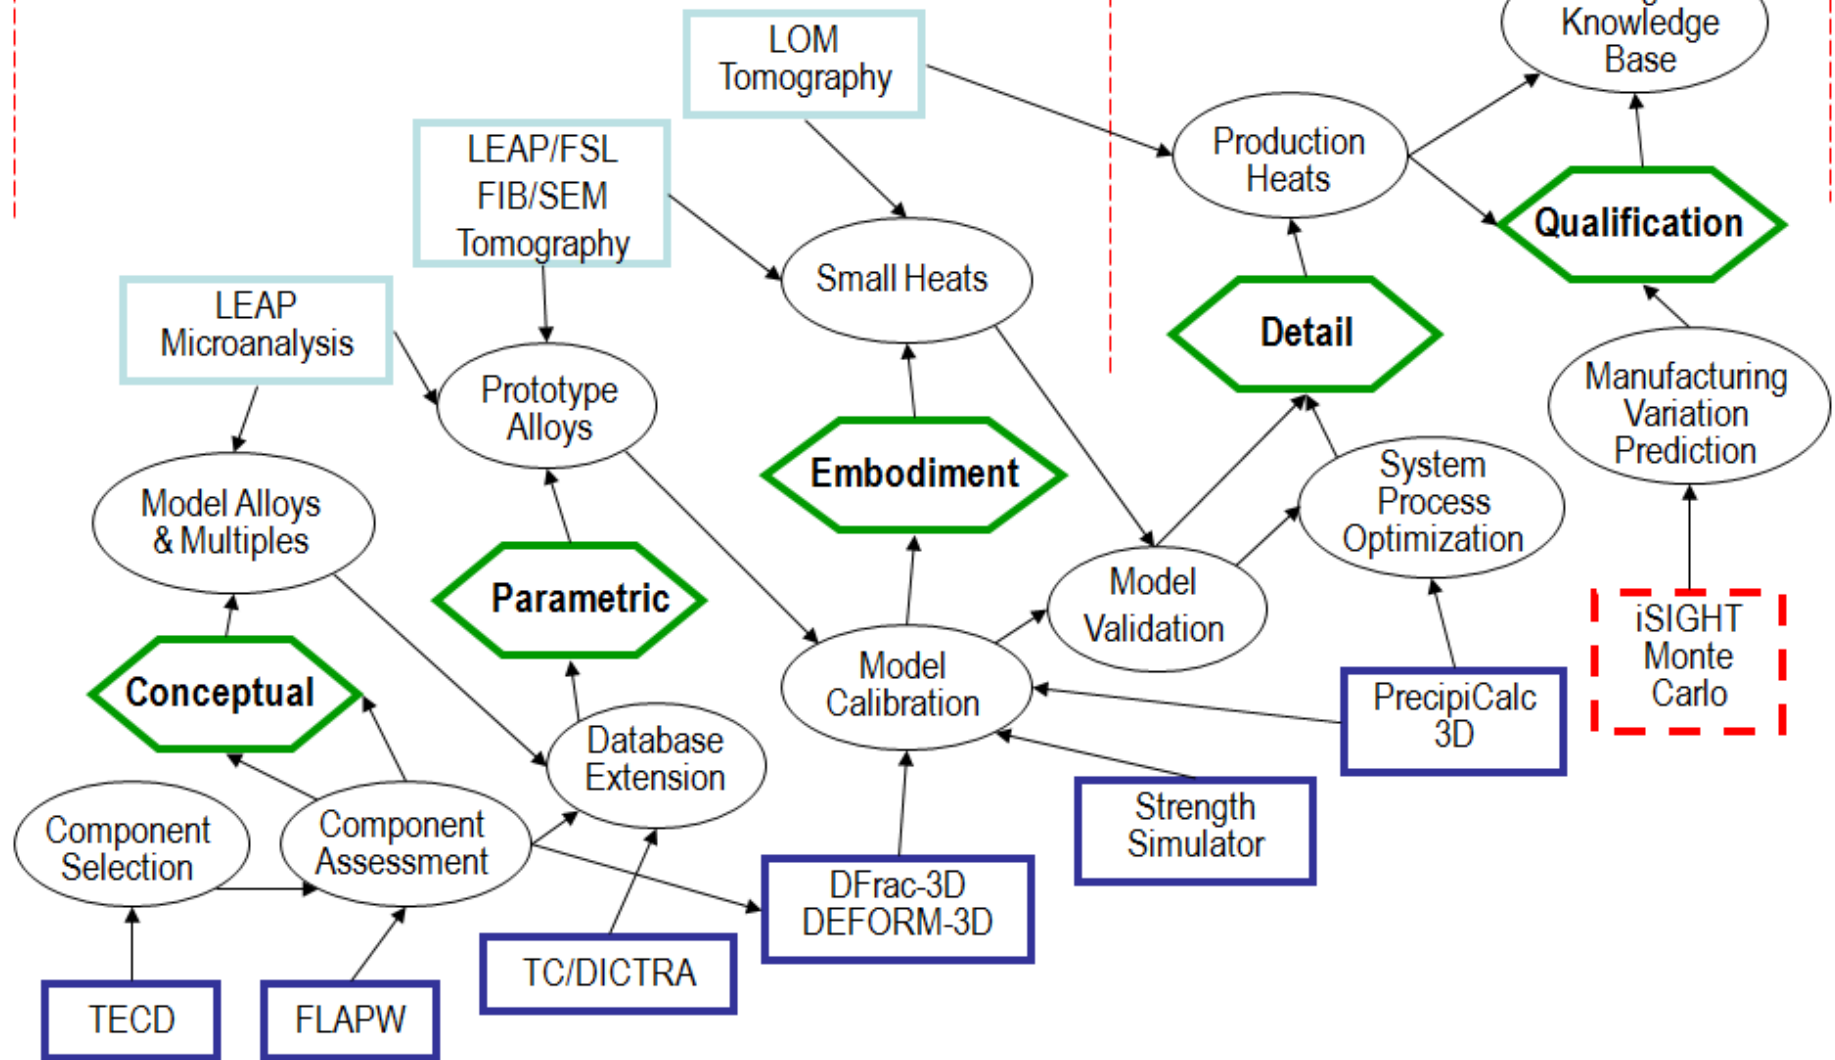 Knowledge
Base
LOM
Tomography
Production
Heats
LEAP/FSL
FIB/SEM
Tomography
Qualification
Small Heats
LEAP
Microanalysis
Detail
Prototype
Alloys
Manufacturing
Variation
Prediction
Embodiment
System
Process
Optimization
Model Alloys
& Multiples
Parametric
Model
Validation
iSIGHT
Monte
Carlo
Conceptual
Model
Calibration
PrecipiCalc
3D
Database
Extension
Strength
Simulator
Component
Selection
Component
Assessment
DFrac-3D
DEFORM-3D
TC/DICTRA
TECD
FLAPW